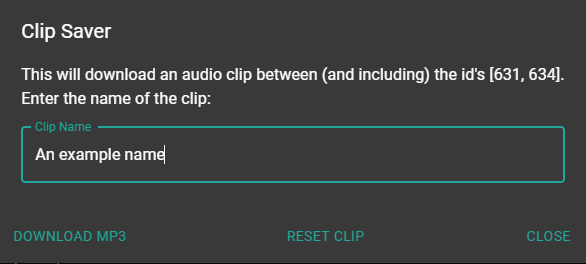 Clip Saver
This will download an audio clip between (and including) the id's [631, 634].
Enter the name of the clip:
Clip Name
An example name
DOWNLOAD MP3 RESET CLIP CLOSE